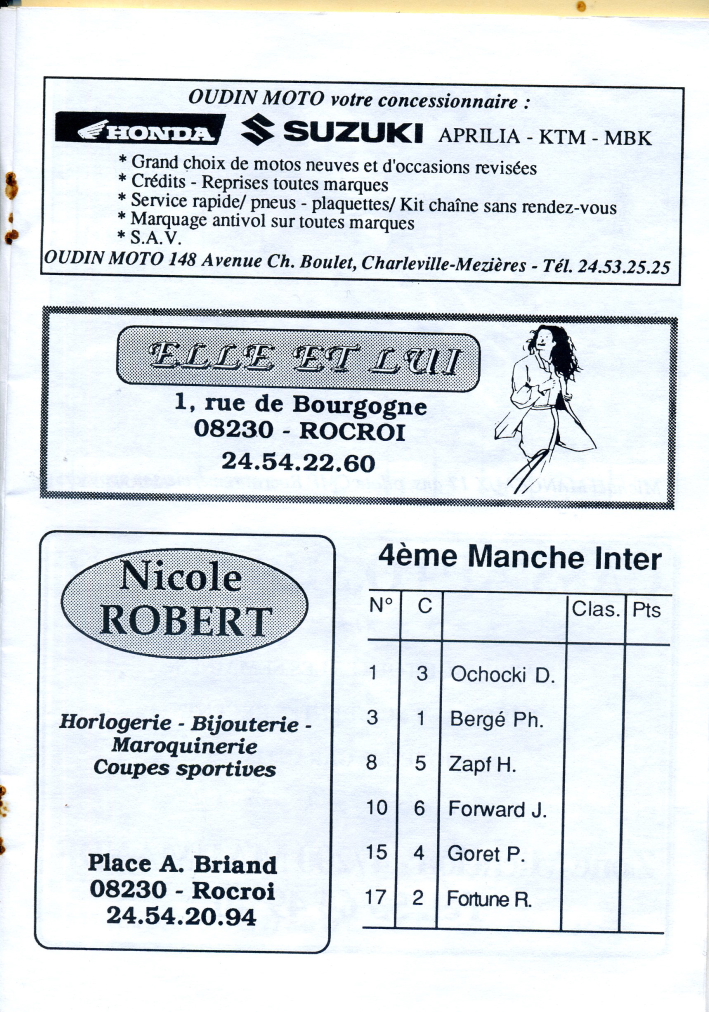 OUDIN MOTO votre concessionnaire :
HONDA SUZUKI APRILIA - KTM - MBK
* Grand choix de motos neuves et d'occasions revisées
* Crédits - Reprises toutes marques
* Service rapide/ pneus - plaquettes/ Kit chaîne sans rendez-vous
* Marquage antivol sur toutes marques
* S.A.V.
OUDIN MOTO 148 Avenue Ch. Boulet, Charleville-Mezières - Tél. 24.53.25.25
ELLE ET LUI
1, rue de Bourgogne
08230 - ROCROI
24.54.22.60
Nicole
ROBERT
Horlogerie - Bijouterie -
Maroquinerie
Coupes sportives
Place A. Briand
08230 - Rocroi
24.54.20.94
4ème Manche Inter
N° C Clas. Pts
1 3 Ochocki D.
3 1 Bergé Ph.
8 5 Zapf H.
10 6 Forward J.
15 4 Goret P.
17 2 Fortune R.